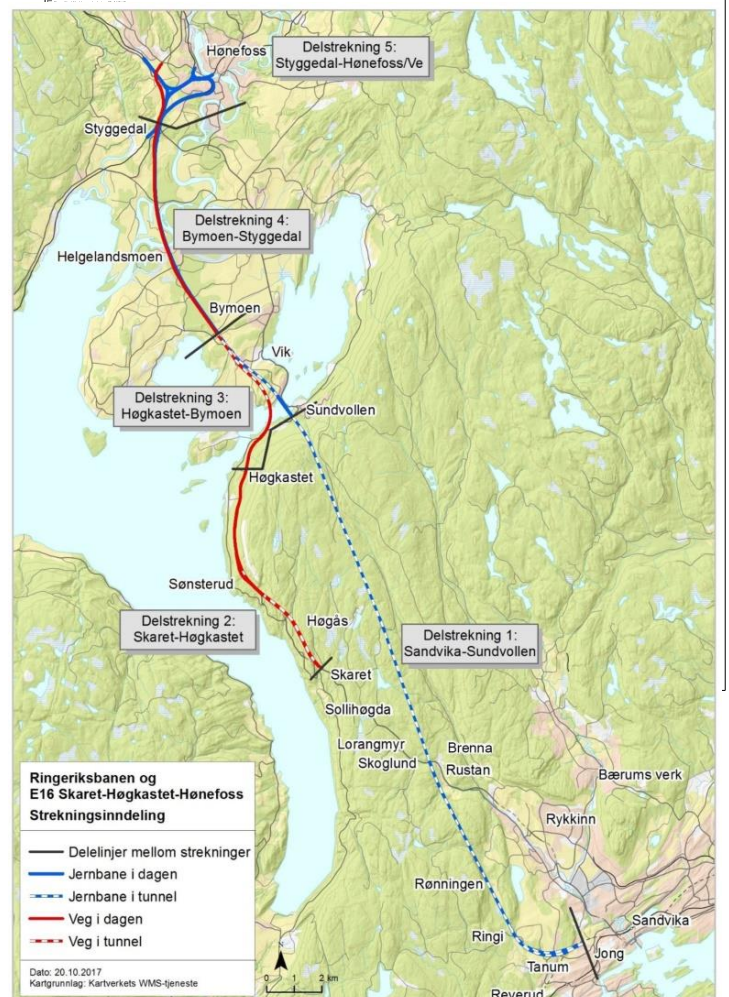 Hønefoss
Delstrekning 5:
Styggedal-Hønefoss/Ve
Styggedal
Delstrekning 4:
Bymoen-Styggedal
Helgelandsmoen
Bymoen
Vik
Delstrekning 3:
Høgkastet-Bymoen
Sundvollen
Høgkastet
Sønsterud
Delstrekning 2:
Skaret-Høgkastet
Høgås
Delstrekning 1:
Sandvika-Sundvollen
Skaret
Sollihøgda
Lorangmyr
Brenna
Skoglund
Rustan
Bærums verk
Rykkinn
Rønningen
Sandvika
Ringi
Jong
Tanum
Reverud
Ringeriksbanen og
E16 Skaret-Høgkastet-Hønefoss
Strekningsinndeling
Delelinjer mellom strekninger
Jernbane i dagen
Jernbane i tunnel
Veg i dagen
Veg i tunnel
Dato: 20.10.2017
Kartgrunnlag: Kartverkets WMS-tjeneste
N
0 1 2 km